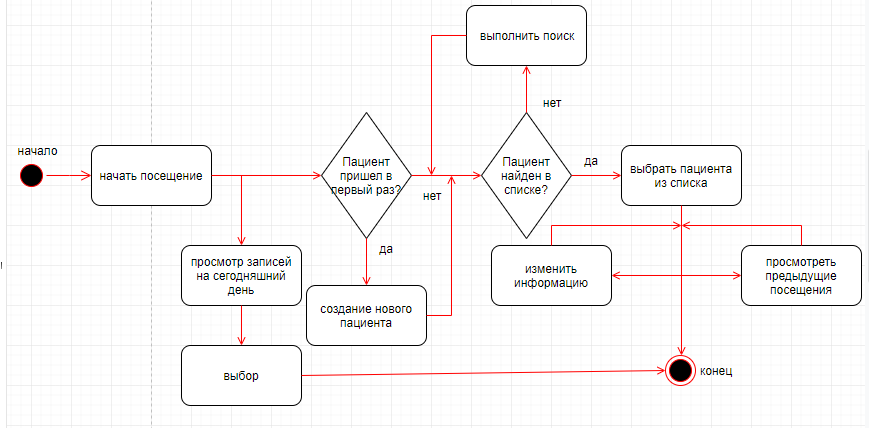 выполнить поиск
нет
начало
начать посещение
Пациент
пришел в
первый раз?
нет
Пациент
найден в
списке?
да
выбрать пациента
из списка
да
просмотр записей
на сегодняшний
день
создание нового
пациента
изменить
информацию
просмотреть
предыдущие
посещения
выбор
конец